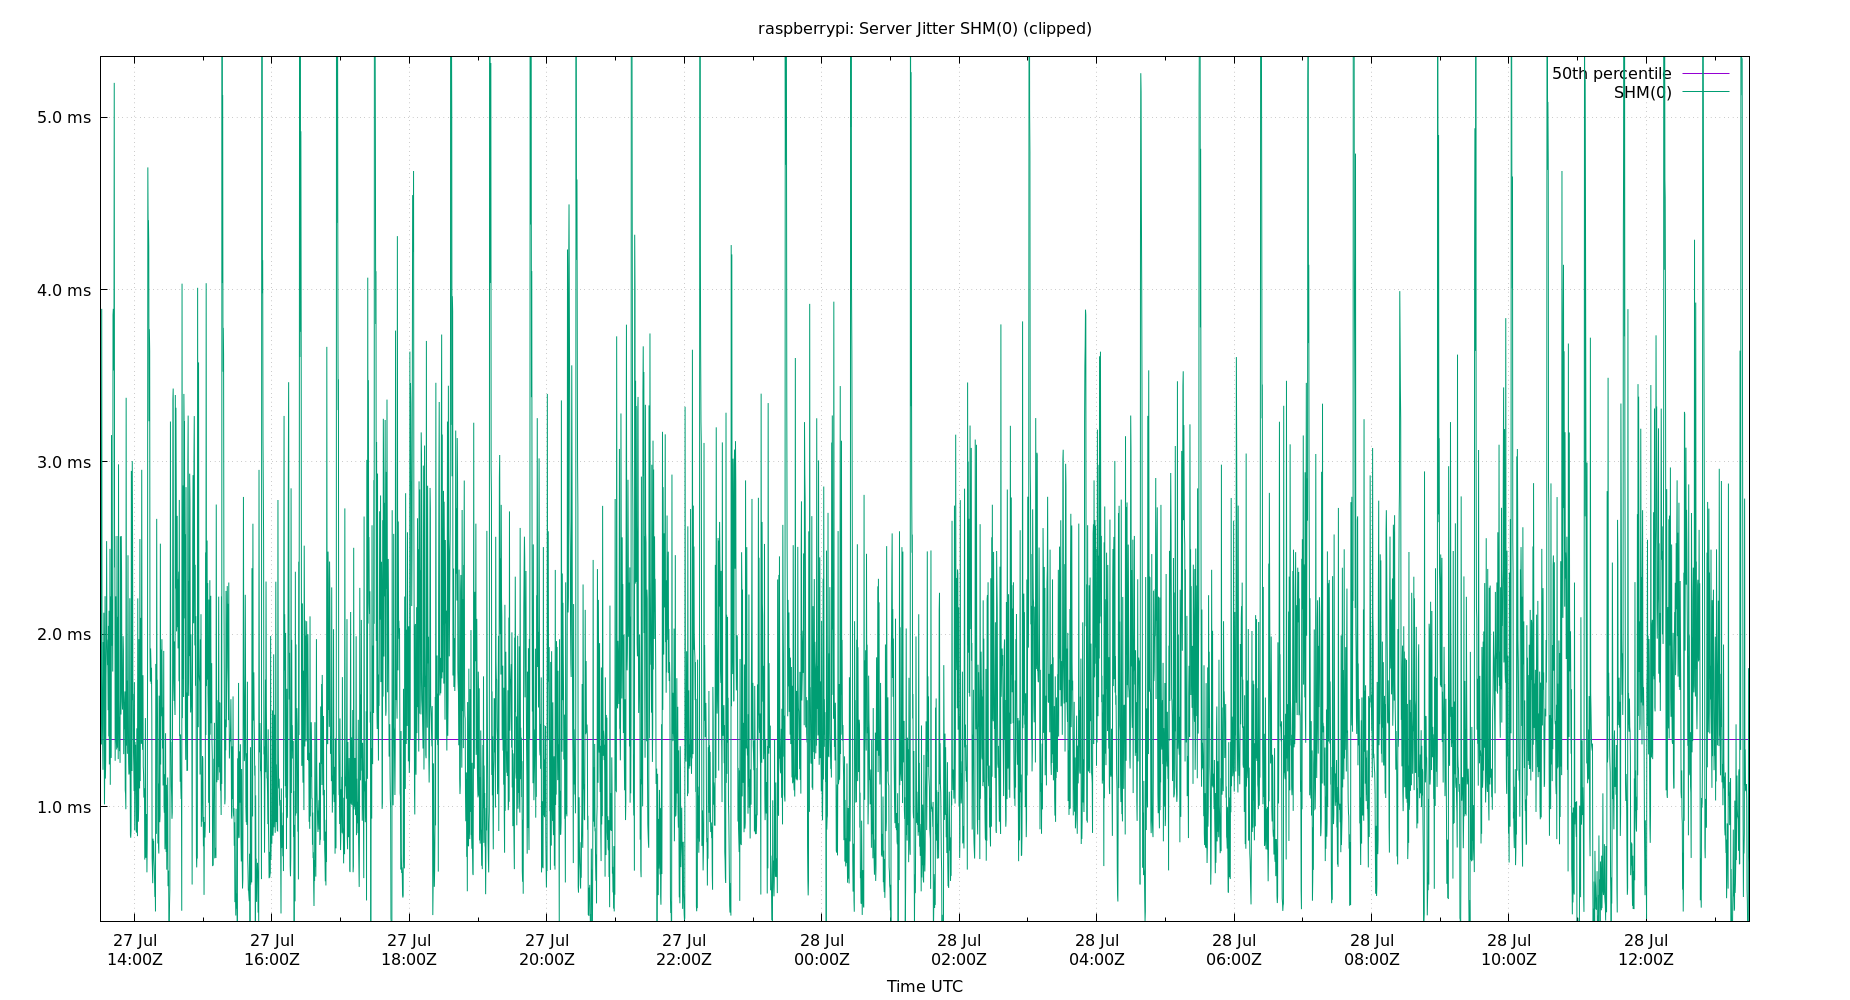 raspberrypi: Server Jitter SHM(0) (clipped)
50th percentile
SHM(0)
5.0 ms
4.0 ms
3.0 ms
2.0 ms
1.0 ms
27 Jul 27 Jul 27 Jul 27 Jul 27 Jul 28 Jul 28 Jul 28 Jul 28 Jul 28 Jul 28 Jul 28 Jul
14:00Z 16:00Z 18:00Z 20:00Z 22:00Z 00:00Z 02:00Z 04:00Z 06:00Z 08:00Z 10:00Z 12:00Z
Time UTC